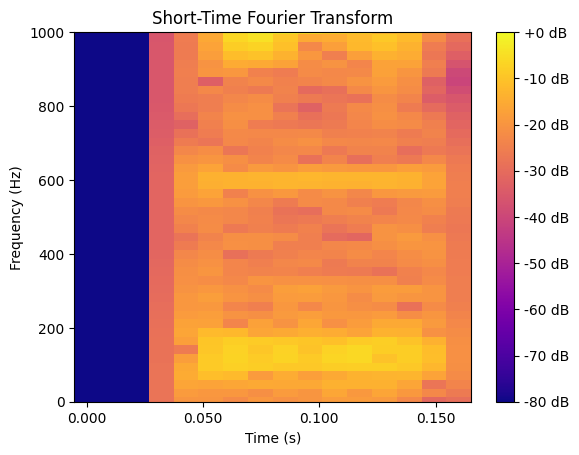 Short-Time Fourier Transform
1000
800
600
400
200
0
Frequency (Hz)
0.000
0.050
0.100
0.150
Time (s)
+0 dB
-10 dB
-20 dB
-30 dB
-40 dB
-50 dB
-60 dB
-70 dB
-80 dB